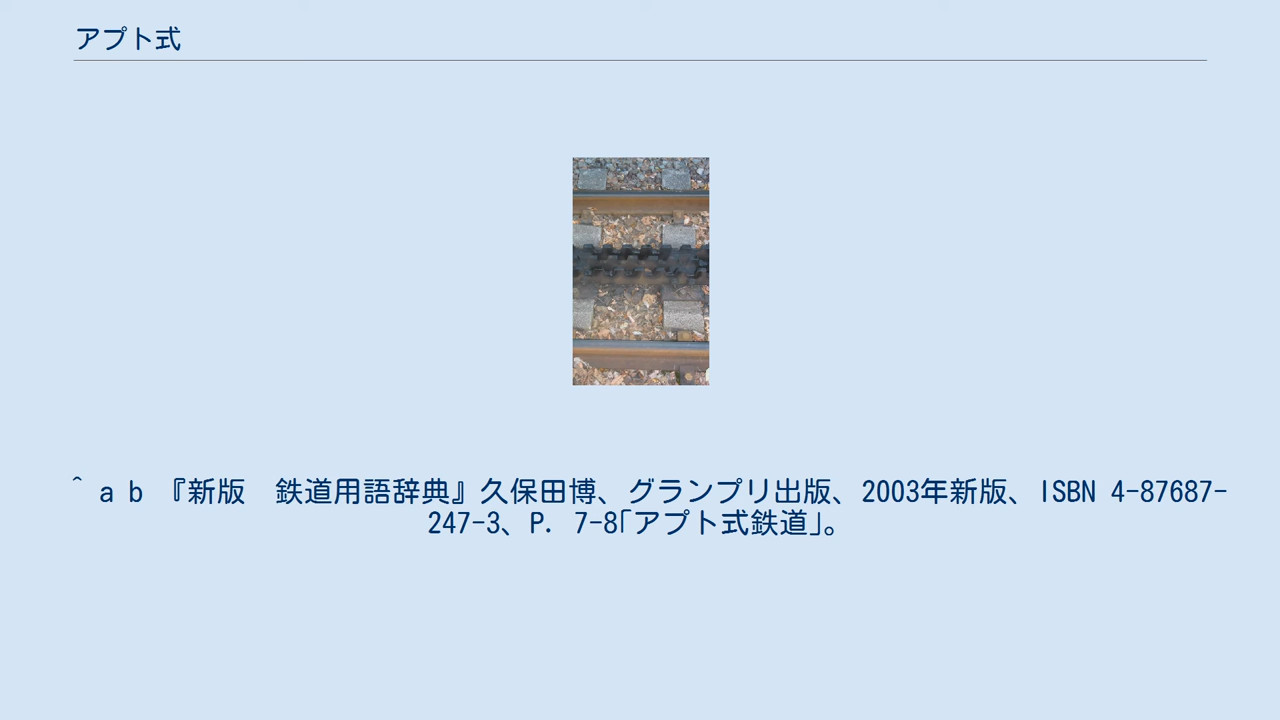 アプト式
^ a b 『新版　鉄道用語辞典』久保田博、グランプリ出版、2003年新版、ISBN 4-87687-
247-3、P. 7-8｢アプト式鉄道｣。